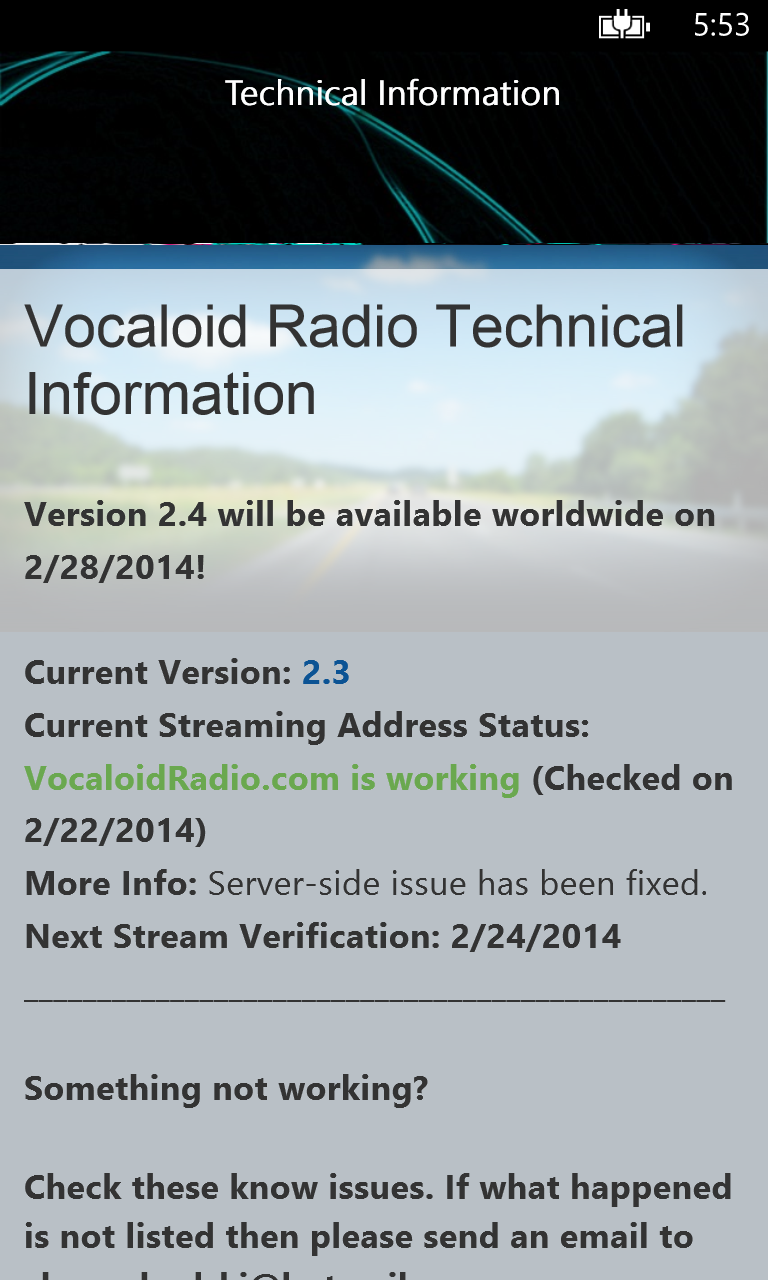 5:53
Technical Information
Vocaloid Radio Technical
Information
Version 2.4 will be available worldwide on
2/28/2014!
Current Version: 2.3
Current Streaming Address Status:
VocaloidRadio.com is working (Checked on
2/22/2014)
More Info: Server-side issue has been fixed.
Next Stream Verification: 2/24/2014
Something not working?
Check these know issues. If what happened
is not listed then please send an email to